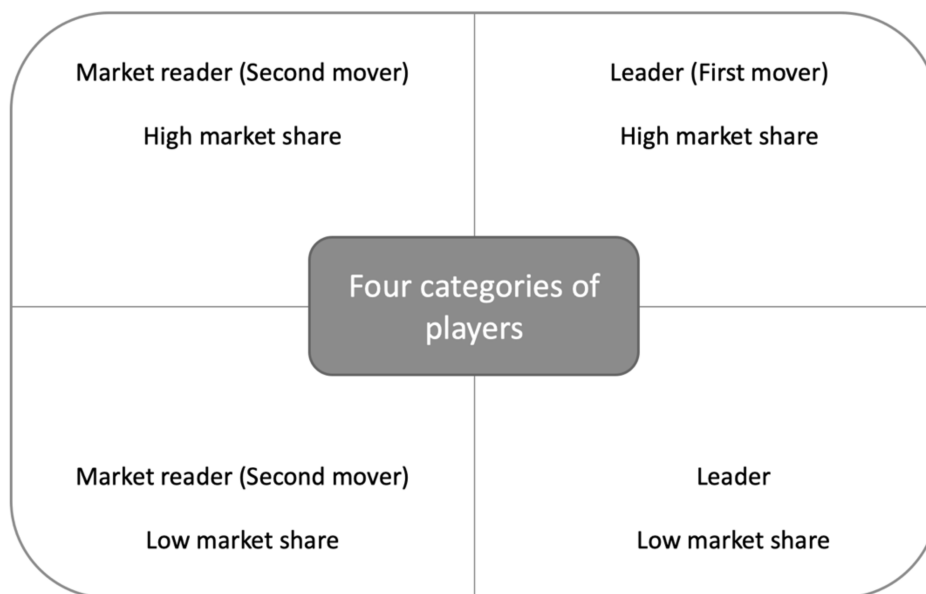 Market reader (Second mover)
High market share
Leader (First mover)
High market share
Four categories of
players
Market reader (Second mover)
Low market share
Leader
Low market share